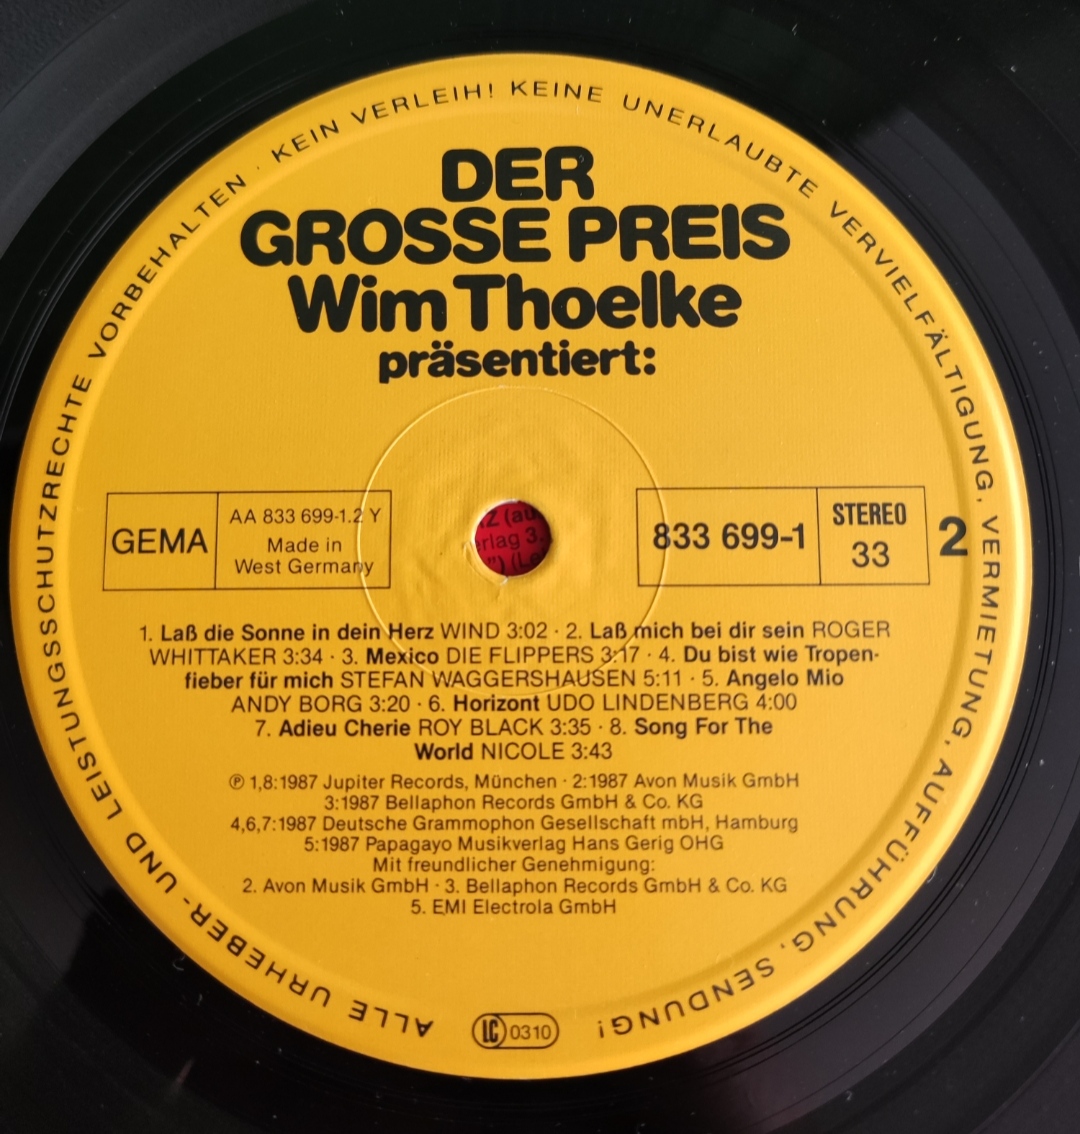 ALLE URHEBER- UND LEISTUNGSSCHUTZRECHTE VORBEHALTEN · KEIN VERLEIH! KEINE UNERLAUBTE VERVIELFÄLTIGUNG, VERMIETUNG, AUFFÜHRUNG, SENDUNG!
DER
GROSSE PREIS
Wim Thoelke
präsentiert:
GEMA
AA 833 699-1.2 Y
Made in
West Germany
833 699-1
STEREO
33
2
1. Laß die Sonne in dein Herz WIND 3:02 · 2. Laß mich bei dir sein ROGER
WHITTAKER 3:34 · 3. Mexico DIE FLIPPERS 3:17 · 4. Du bist wie Tropen-
fieber für mich STEFAN WAGGERSHAUSEN 5:11 · 5. Angelo Mio
ANDY BORG 3:20 · 6. Horizont UDO LINDENBERG 4:00
7. Adieu Cherie ROY BLACK 3:35 · 8. Song For The
World NICOLE 3:43
℗ 1,8:1987 Jupiter Records, München · 2:1987 Avon Musik GmbH
3:1987 Bellaphon Records GmbH & Co. KG
4,6,7:1987 Deutsche Grammophon Gesellschaft mbH, Hamburg
5:1987 Papagayo Musikverlag Hans Gerig OHG
Mit freundlicher Genehmigung:
2. Avon Musik GmbH · 3. Bellaphon Records GmbH & Co. KG
5. EMI Electrola GmbH
LC 0310